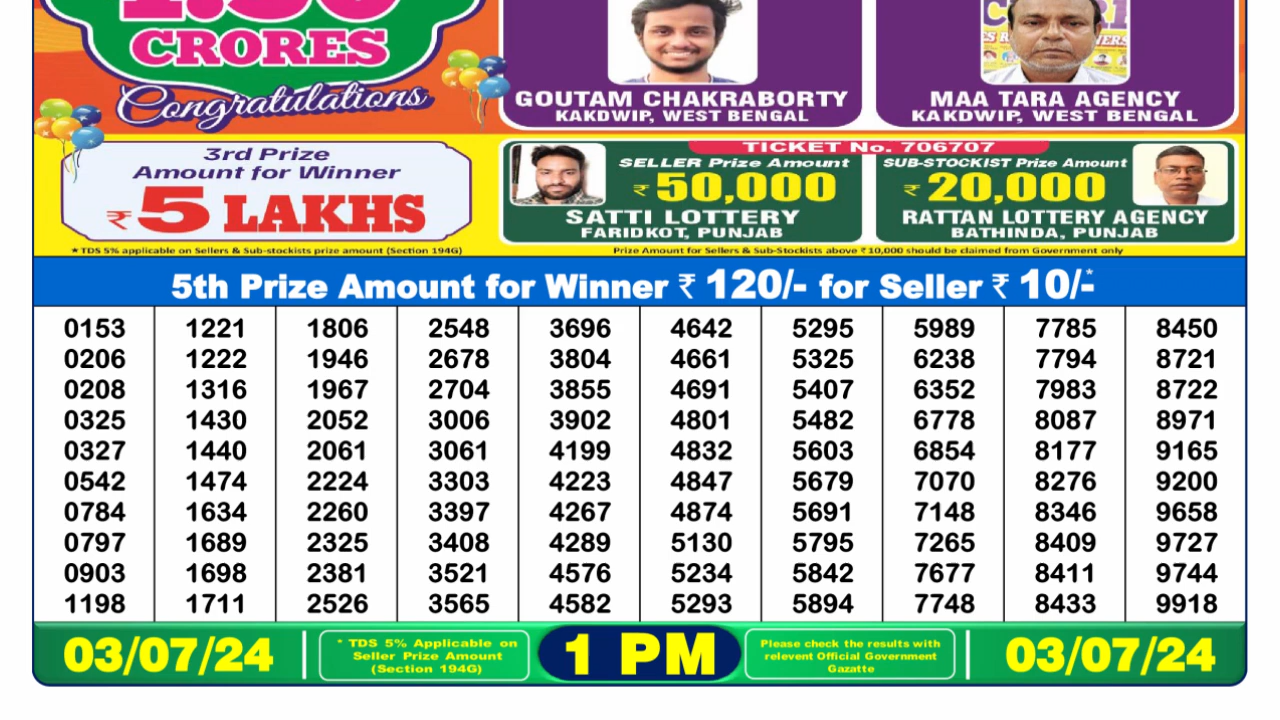 CRORES
Congratulations
GOUTAM CHAKRABORTY
KAKDWIP, WEST BENGAL
MAA TARA AGENCY
KAKDWIP, WEST BENGAL
3rd Prize
Amount for Winner
₹5 LAKHS
TICKET No. 706707
SELLER Prize Amount
₹50,000
SATTI LOTTERY
FARIDKOT, PUNJAB
SUB-STOCKIST Prize Amount
₹20,000
RATTAN LOTTERY AGENCY
BATHINDA, PUNJAB
★TDS 5% applicable on Sellers & Sub-stockists prize amount (Section 194G)
Prize Amount for Sellers & Sub-Stockists above ₹10,000 should be claimed from Government only
5th Prize Amount for Winner ₹ 120/- for Seller ₹ 10/-*
0153 1221 1806 2548 3696 4642 5295 5989 7785 8450
0206 1222 1946 2678 3804 4661 5325 6238 7794 8721
0208 1316 1967 2704 3855 4691 5407 6352 7983 8722
0325 1430 2052 3006 3902 4801 5482 6778 8087 8971
0327 1440 2061 3061 4199 4832 5603 6854 8177 9165
0542 1474 2224 3303 4223 4847 5679 7070 8276 9200
0784 1634 2260 3397 4267 4874 5691 7148 8346 9658
0797 1689 2325 3408 4289 5130 5795 7265 8409 9727
0903 1698 2381 3521 4576 5234 5842 7677 8411 9744
1198 1711 2526 3565 4582 5293 5894 7748 8433 9918
03/07/24
* TDS 5% Applicable on
Seller Prize Amount
(Section 194G)
1 PM
Please check the results with
relevent Official Government
Gazatte
03/07/24